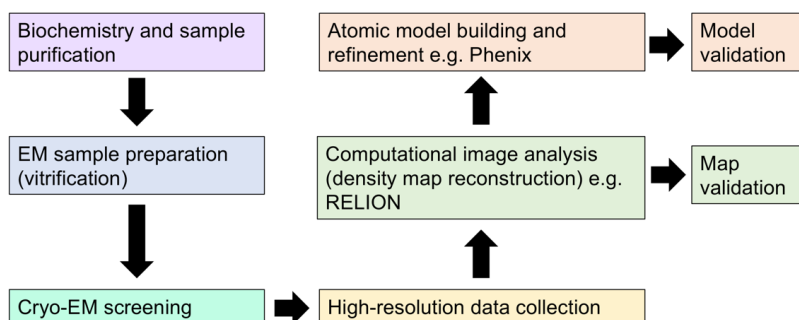 Biochemistry and sample
purification
EM sample preparation
(vitrification)
Cryo-EM screening
High-resolution data collection
Computational image analysis
(density map reconstruction) e.g.
RELION
Map
validation
Atomic model building and
refinement e.g. Phenix
Model
validation